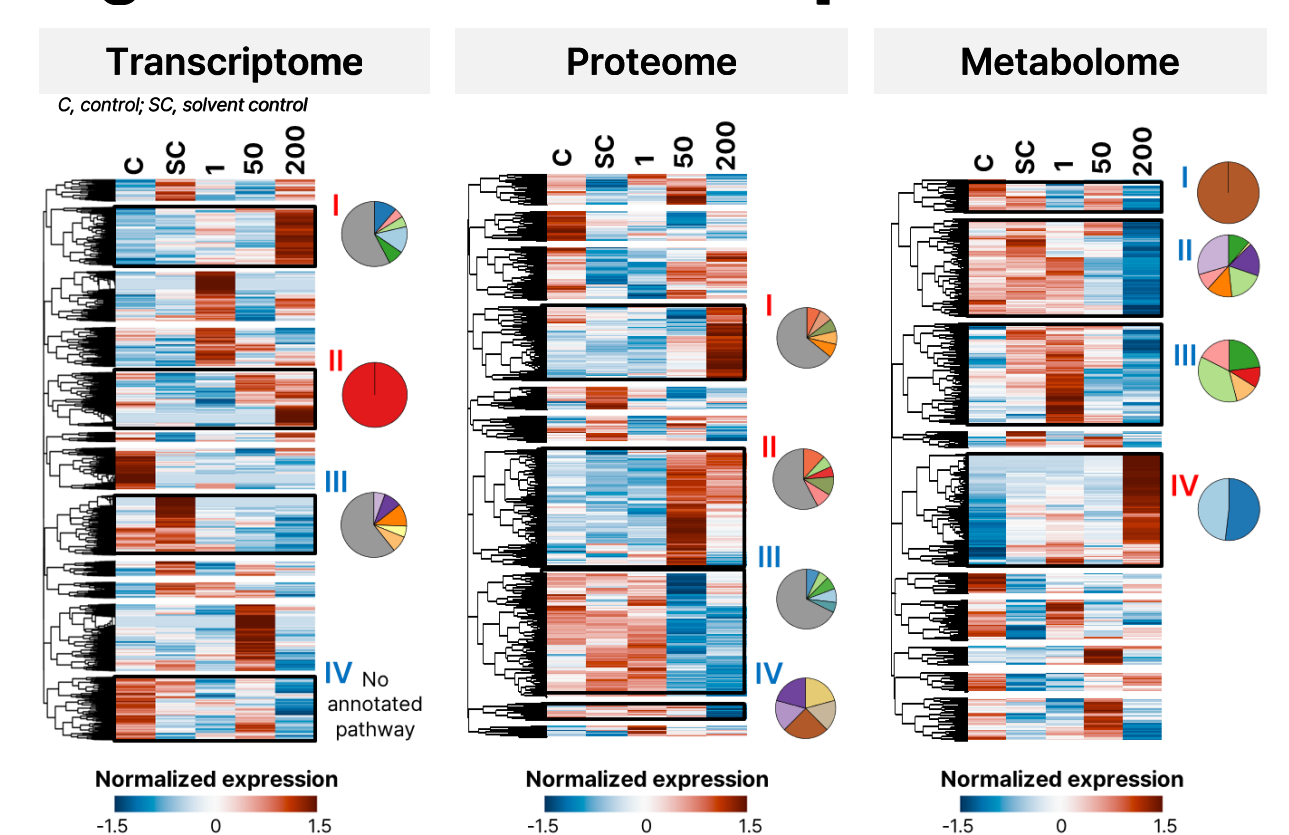 Transcriptome
Proteome
Metabolome
C, control; SC, solvent control
C SC 1 50 200
C SC 1 50 200
C SC 1 50 200
I
II
III
IV
No
annotated
pathway
I
II
III
IV
I
II
III
IV
Normalized expression
-1.5 0 1.5
Normalized expression
-1.5 0 1.5
Normalized expression
-1.5 0 1.5